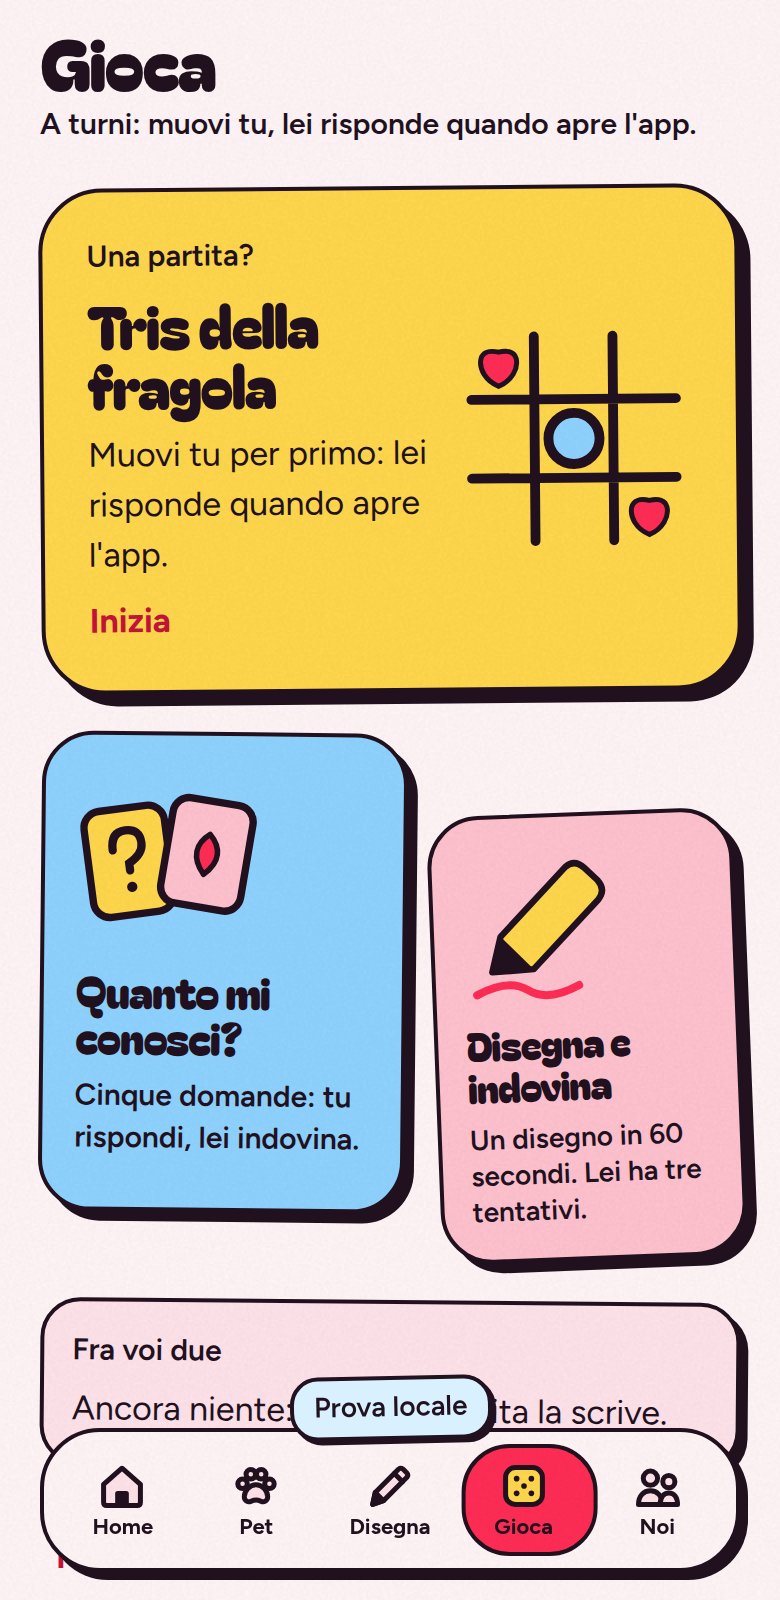 Gioca
A turni: muovi tu, lei risponde quando apre l'app.
Una partita?
Tris della
fragola
Muovi tu per primo: lei
risponde quando apre
l'app.
Inizia
?
Quanto mi
conosci?
Cinque domande: tu
rispondi, lei indovina.
Disegna e
indovina
Un disegno in 60
secondi. Lei ha tre
tentativi.
Fra voi due
Ancora niente:
la scrive.
Prova locale
Home
Pet
Disegna
Gioca
Noi